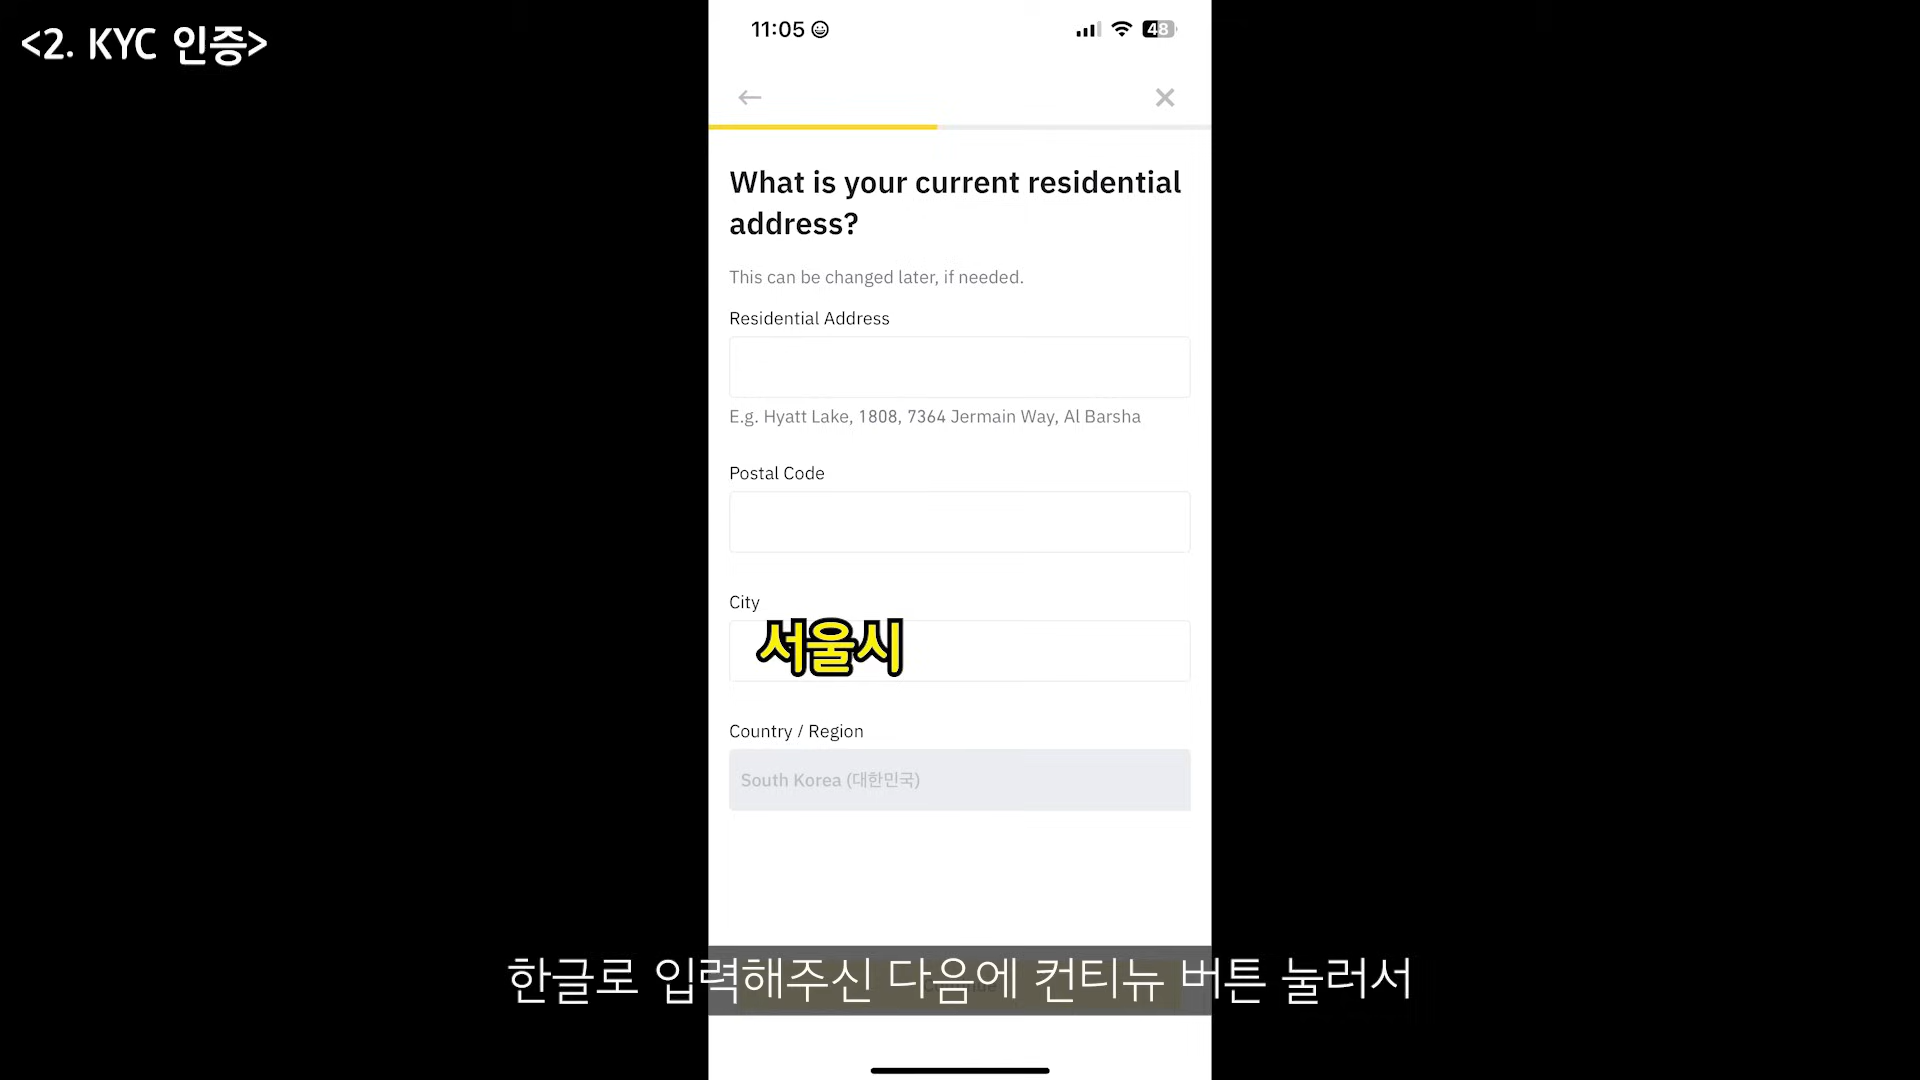 <2. KYC 인증>
11:05
48
What is your current residential
address?
This can be changed later, if needed.
Residential Address
E.g. Hyatt Lake, 1808, 7364 Jermain Way, Al Barsha
Postal Code
City
서울시
Country / Region
South Korea (대한민국)
한글로 입력해주신 다음에 컨티뉴 버튼 눌러서